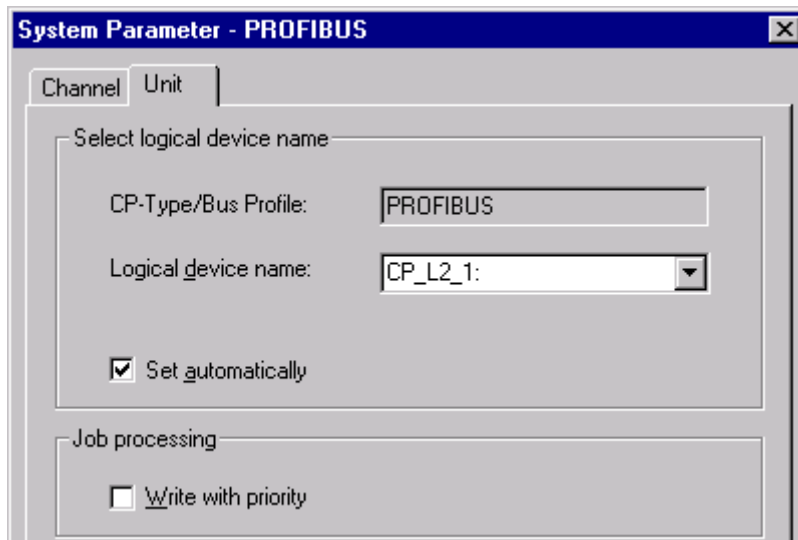 System Parameter - PROFIBUS
Channel Unit
Select logical device name
CP-Type/Bus Profile: PROFIBUS
Logical device name: CP_L2_1:
Set automatically
Job processing
Write with priority